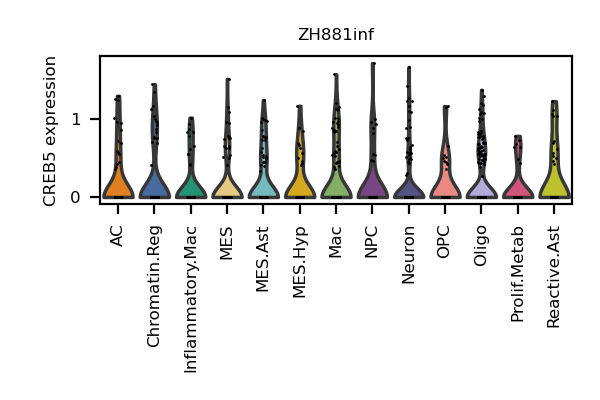 ZH881inf
CREB5 expression
1
0
AC
Chromatin.Reg
Inflammatory.Mac
MES
MES.Ast
MES.Hyp
Mac
NPC
Neuron
OPC
Oligo
Prolif.Metab
Reactive.Ast